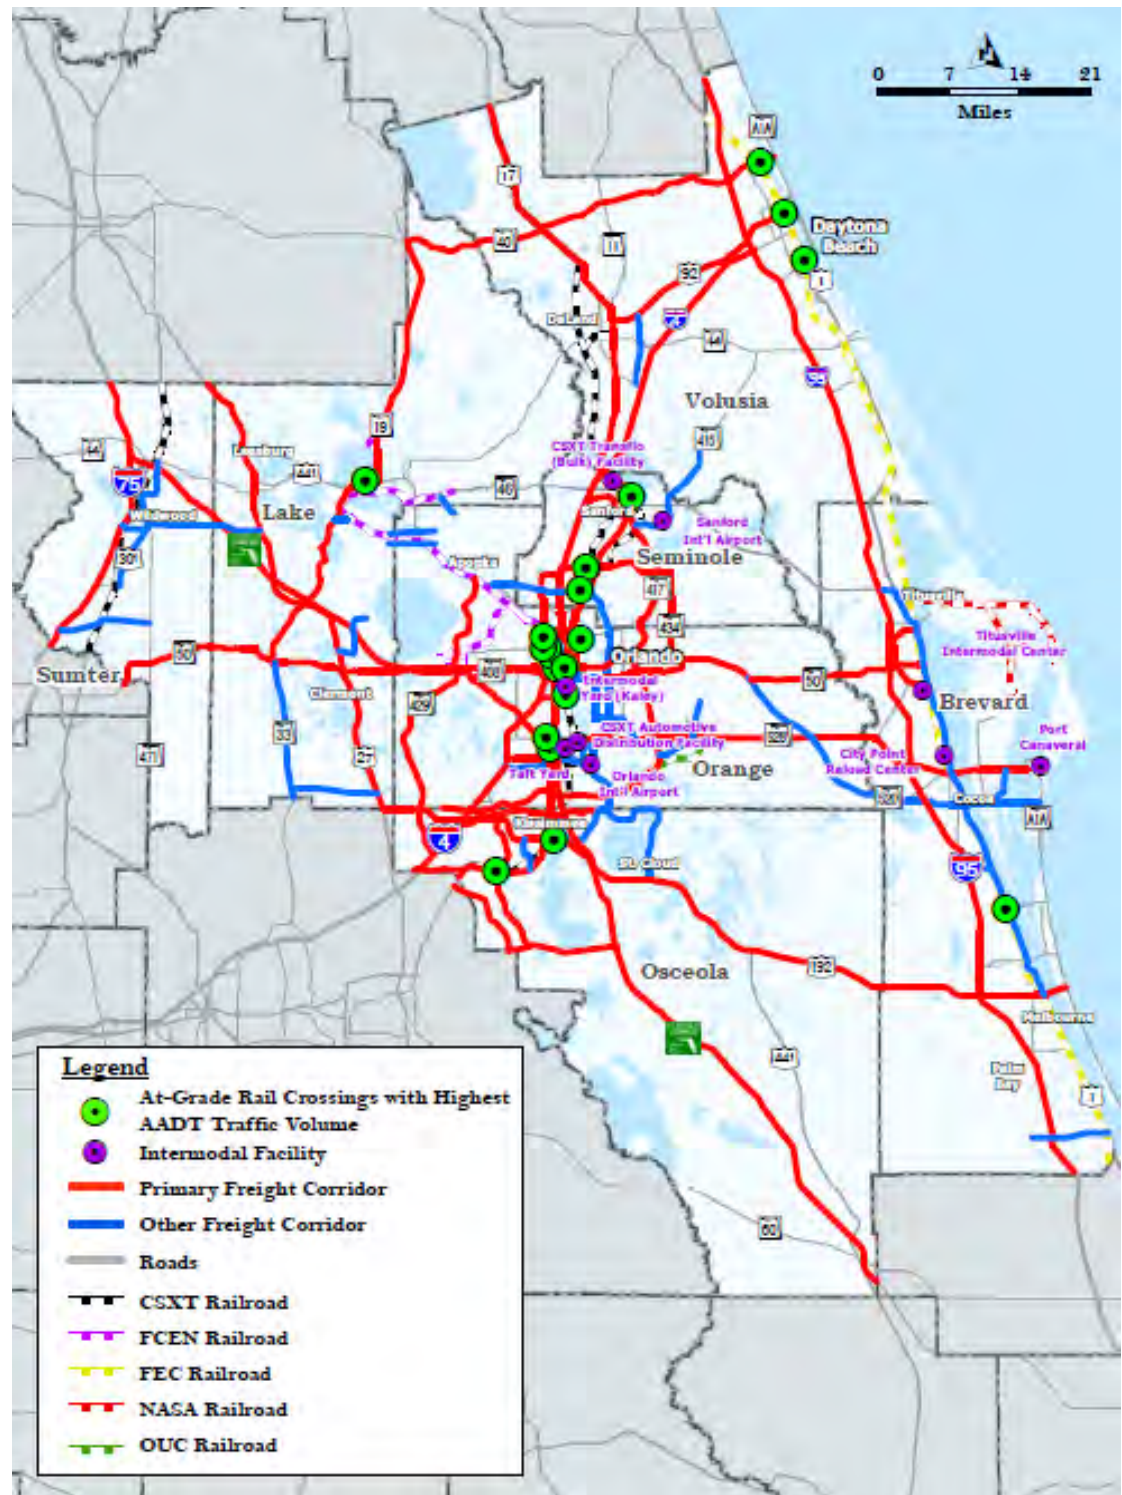 0 7 14 21
Miles
A1A
17
40
11
Daytona
Beach
92
1
4
44
DeLand
95
Volusia
19
415
44
Leesburg
441
CSXT Transflo
(Bulk) Facility
46
75
Lake
Wildwood
Sanford
Sanford
Int'l Airport
301
Apopka
Seminole
417
Titusville
434
Titusville
Intermodal Center
50
Orlando
Sumter
408
Intermodal
Yard (Kaley)
50
Clermont
429
Brevard
33
CSXT Automotive
Distribution Facility
528
Port
Canaveral
471
27
City Point
Reload Center
Taft Yard
Orlando
Int'l Airport
Orange
520
Cocoa
A1A
Kissimmee
4
St. Cloud
95
Osceola
192
Melbourne
441
Palm
Bay
1
60
Legend
At-Grade Rail Crossings with Highest
AADT Traffic Volume
Intermodal Facility
Primary Freight Corridor
Other Freight Corridor
Roads
CSXT Railroad
FCEN Railroad
FEC Railroad
NASA Railroad
OUC Railroad